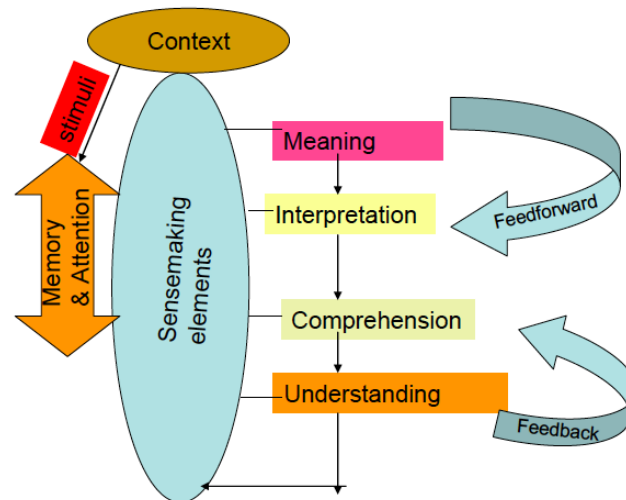 Context
stimuli
Meaning
Memory
& Attention
Interpretation
Feedforward
Sensemaking
elements
Comprehension
Understanding
Feedback